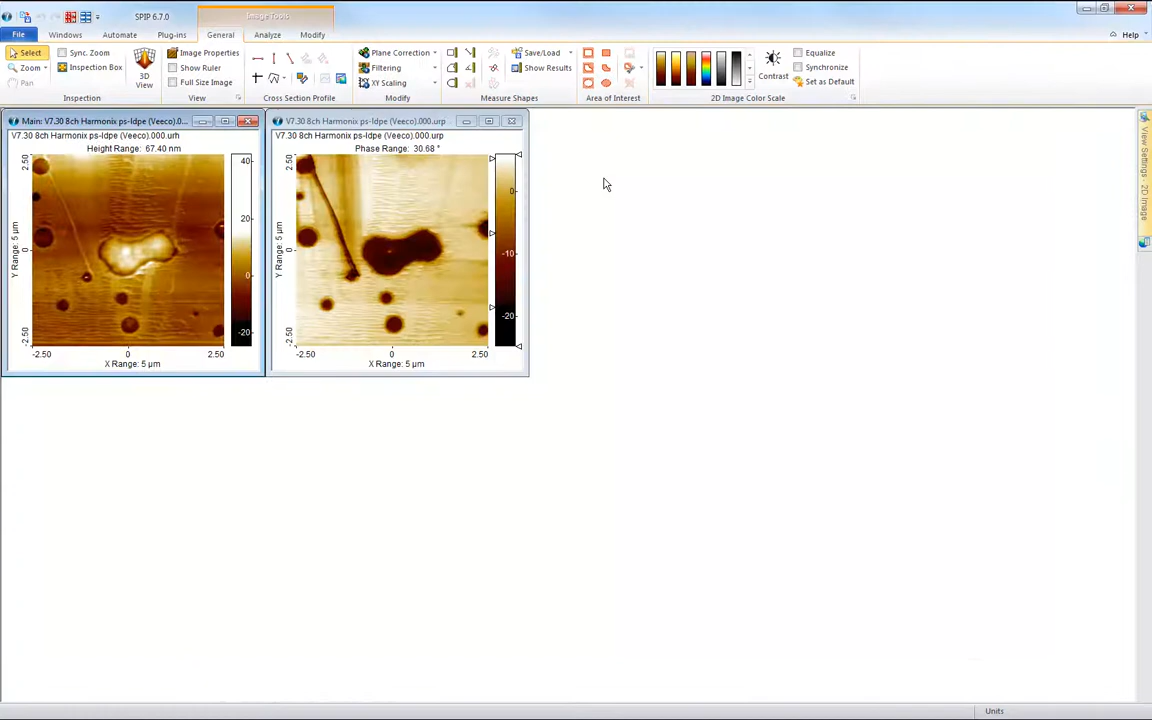 SPIP 6.7.0
Image Tools
File Windows Automate Plug-ins General Analyze Modify Help
Select Sync. Zoom Image Properties Plane Correction Save/Load Equalize
Zoom Inspection Box Show Ruler Filtering Show Results Synchronize
Pan 3D View Full Size Image XY Scaling Contrast Set as Default
Inspection View Cross Section Profile Modify Measure Shapes Area of Interest 2D Image Color Scale
Main: V7.30 8ch Harmonix ps-ldpe (Veeco).0...
V7.30 8ch Harmonix ps-ldpe (Veeco).000.urh
Height Range: 67.40 nm
2.50
Y Range: 5 µm
0
-2.50
40
20
0
-20
-2.50 0 2.50
X Range: 5 µm
V7.30 8ch Harmonix ps-ldpe (Veeco).000.urp
V7.30 8ch Harmonix ps-ldpe (Veeco).000.urp
Phase Range: 30.68 °
2.50
Y Range: 5 µm
0
-2.50
0
-10
-20
-2.50 0 2.50
X Range: 5 µm
View Settings - 2D Image
Units